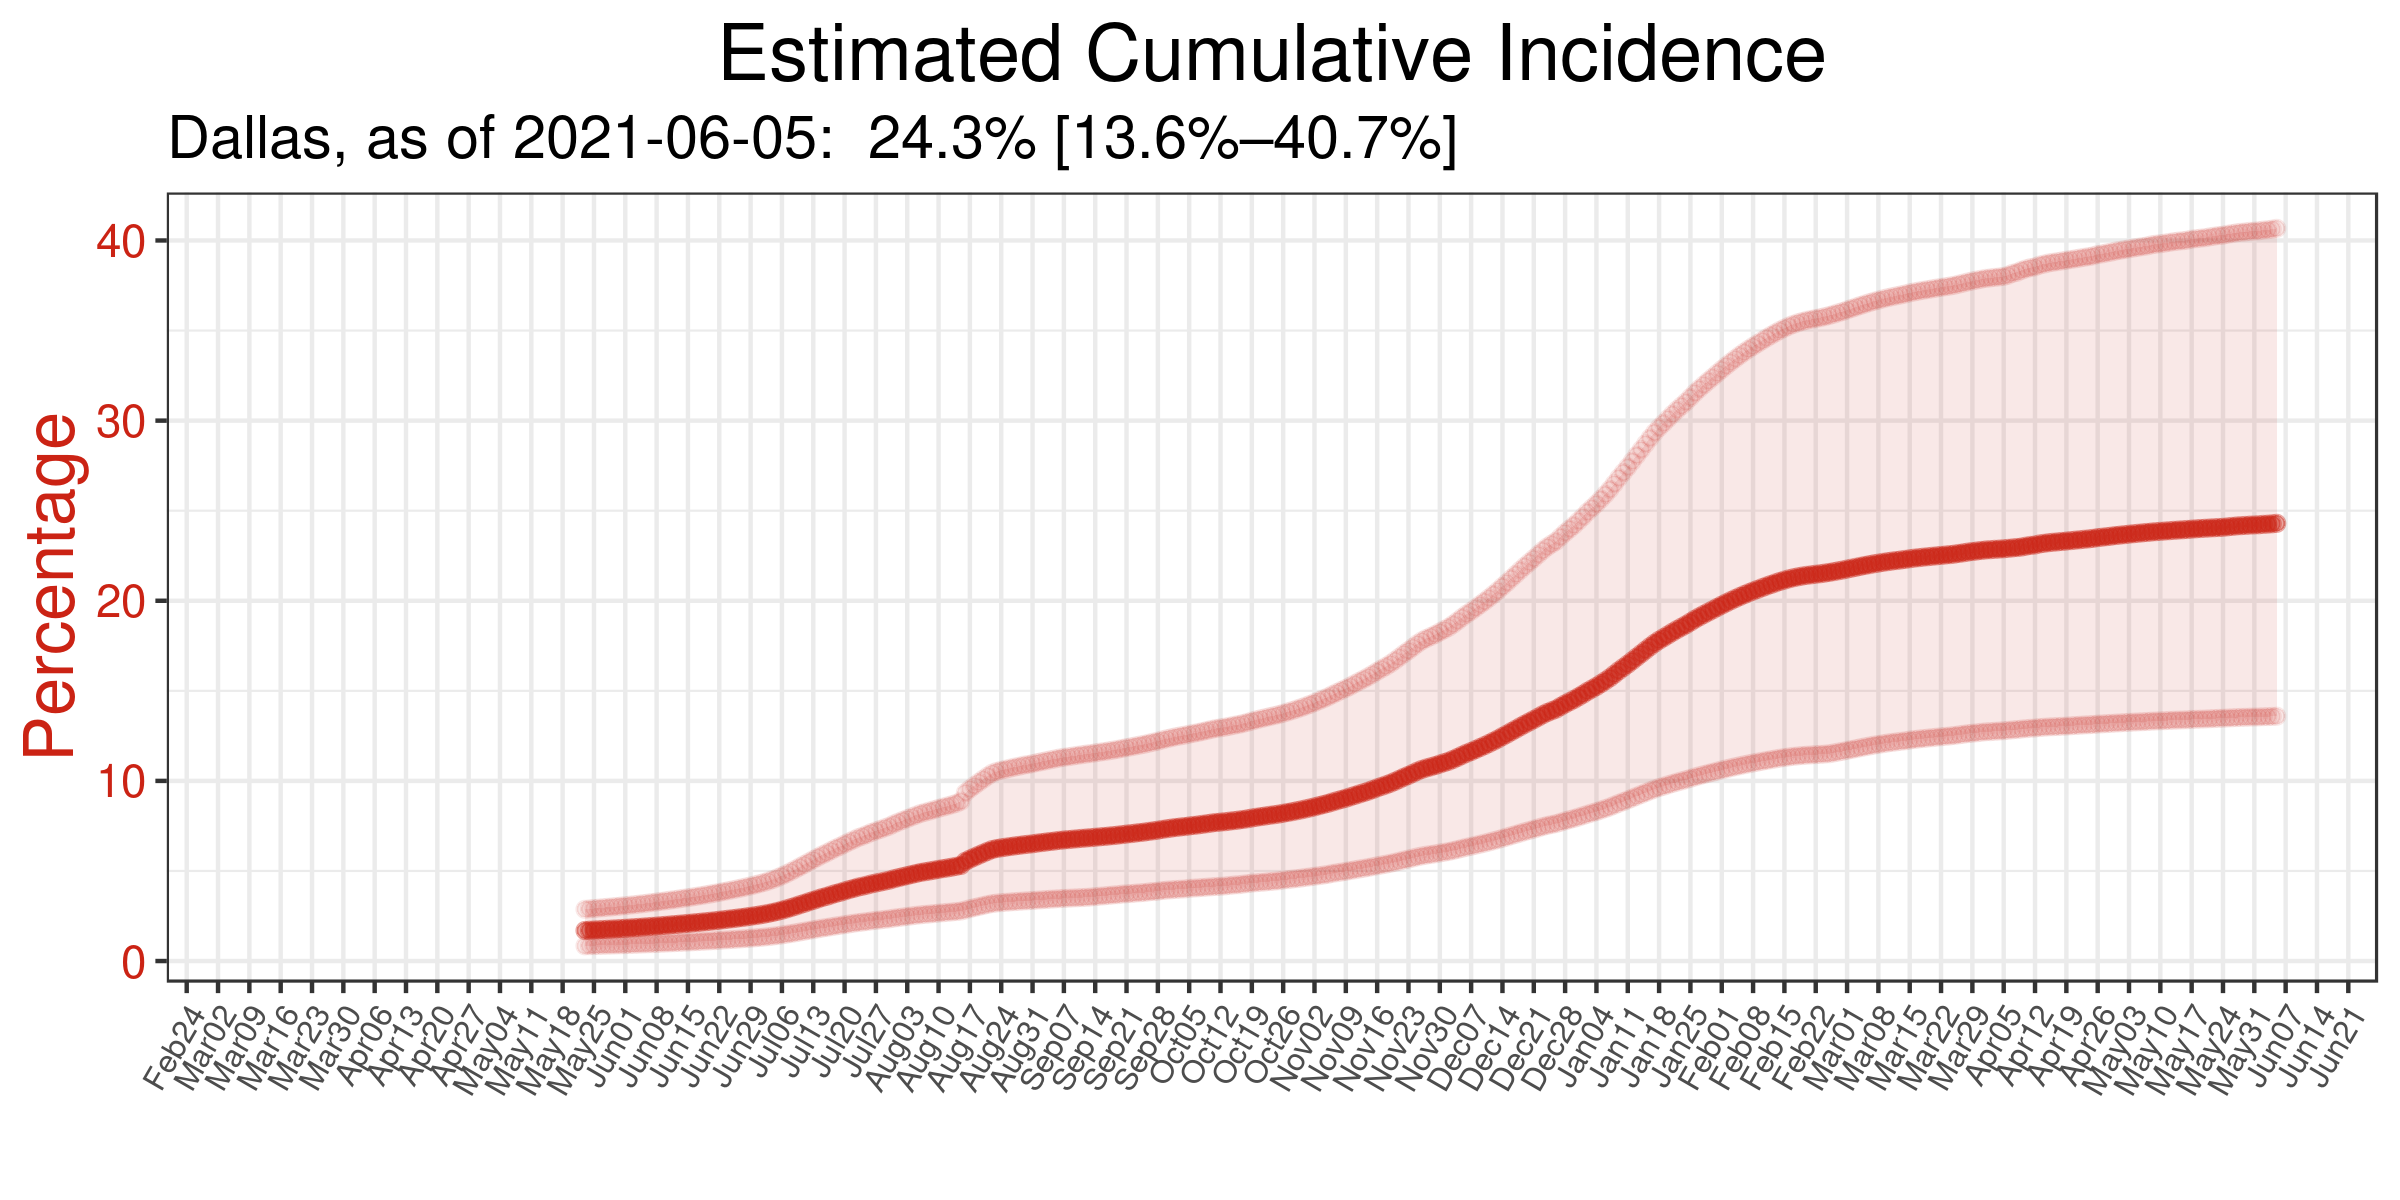 Estimated Cumulative Incidence
Dallas, as of 2021-06-05:  24.3% [13.6%–40.7%]
Percentage
40
30
20
10
0
Feb24
Mar02
Mar09
Mar16
Mar23
Mar30
Apr06
Apr13
Apr20
Apr27
May04
May11
May18
May25
Jun01
Jun08
Jun15
Jun22
Jun29
Jul06
Jul13
Jul20
Jul27
Aug03
Aug10
Aug17
Aug24
Aug31
Sep07
Sep14
Sep21
Sep28
Oct05
Oct12
Oct19
Oct26
Nov02
Nov09
Nov16
Nov23
Nov30
Dec07
Dec14
Dec21
Dec28
Jan04
Jan11
Jan18
Jan25
Feb01
Feb08
Feb15
Feb22
Mar01
Mar08
Mar15
Mar22
Mar29
Apr05
Apr12
Apr19
Apr26
May03
May10
May17
May24
May31
Jun07
Jun14
Jun21